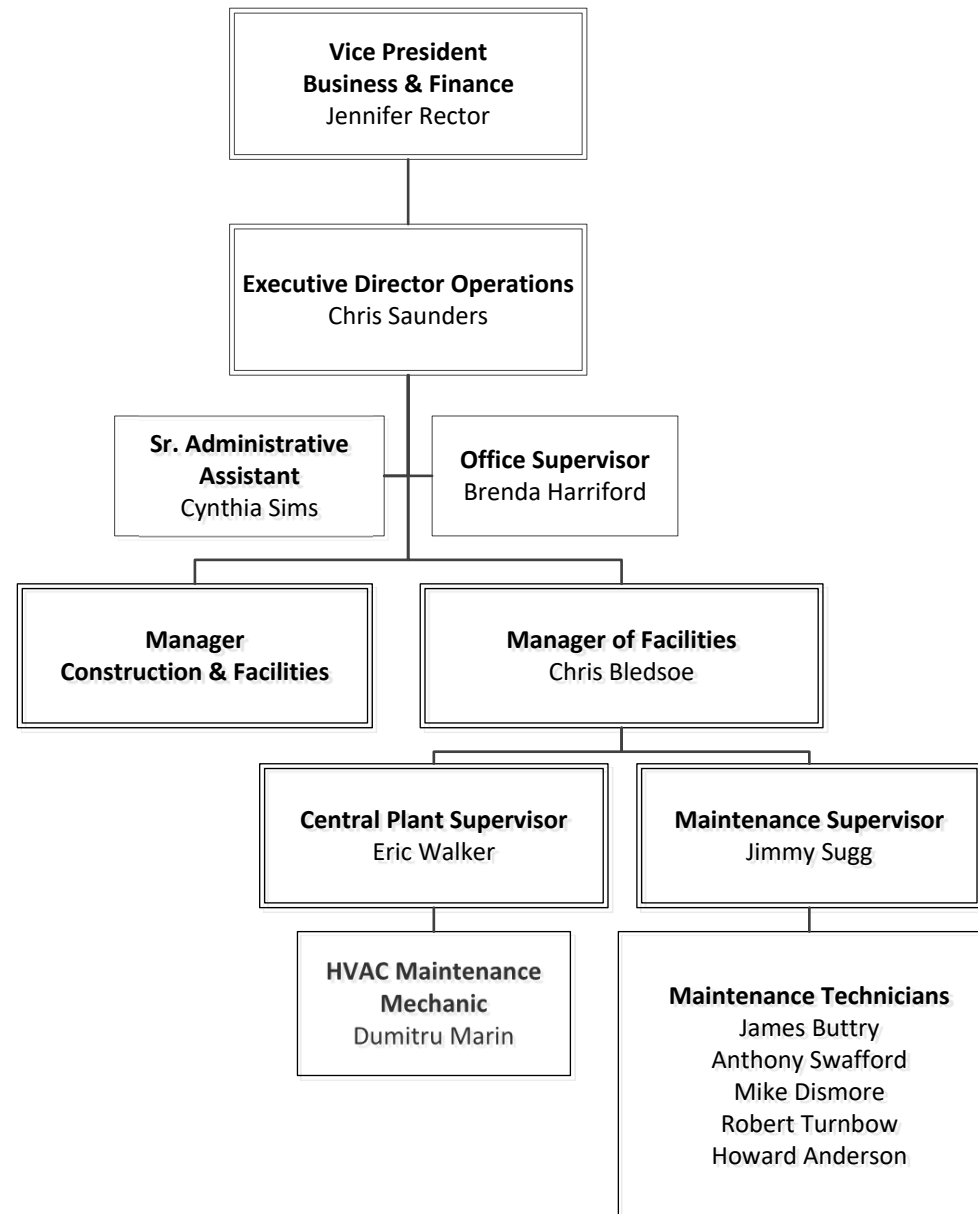 Vice President
Business & Finance
Jennifer Rector
Executive Director Operations
Chris Saunders
Sr. Administrative
Assistant
Cynthia Sims
Office Supervisor
Brenda Harriford
Manager
Construction & Facilities
Manager of Facilities
Chris Bledsoe
Central Plant Supervisor
Eric Walker
Maintenance Supervisor
Jimmy Sugg
HVAC Maintenance
Mechanic
Dumitru Marin
Maintenance Technicians
James Buttry
Anthony Swafford
Mike Dismore
Robert Turnbow
Howard Anderson